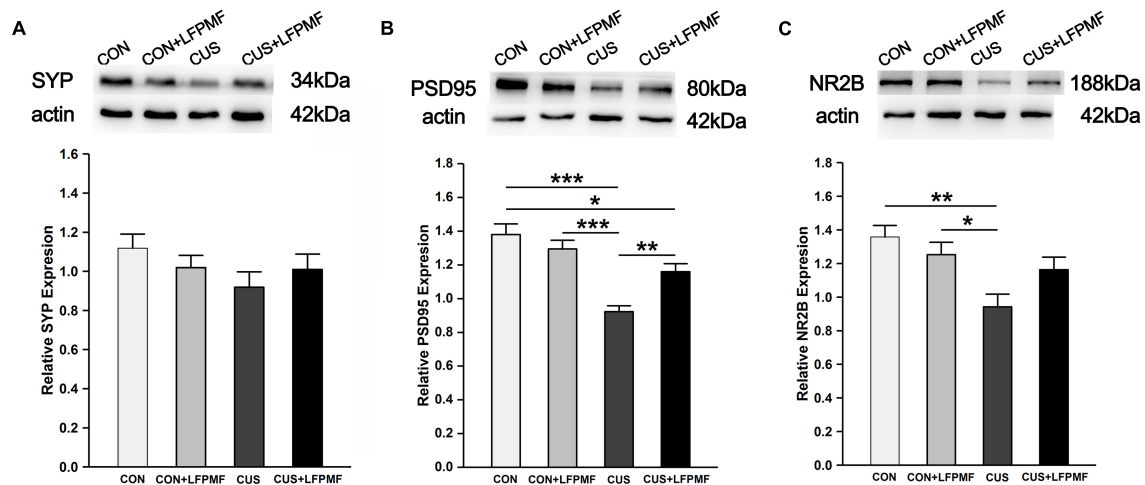 A
CON CON+LFPMF CUS CUS+LFPMF
SYP 34kDa
actin 42kDa
1.6
1.4
1.2
1.0
0.8
0.6
0.4
0.2
0.0
Relative SYP Expresion
CON CON+LFPMF CUS CUS+LFPMF
B
CON CON+LFPMF CUS CUS+LFPMF
PSD95 80kDa
actin 42kDa
1.8
1.6
1.4
1.2
1.0
0.8
0.6
0.4
0.2
0.0
Relative PSD95 Expresion
***
*
***
**
CON CON+LFPMF CUS CUS+LFPMF
C
CON CON+LFPMF CUS CUS+LFPMF
NR2B 188kDa
actin 42kDa
1.8
1.6
1.4
1.2
1.0
0.8
0.6
0.4
0.2
0.0
Relative NR2B Expresion
**
*
CON CON+LFPMF CUS CUS+LFPMF